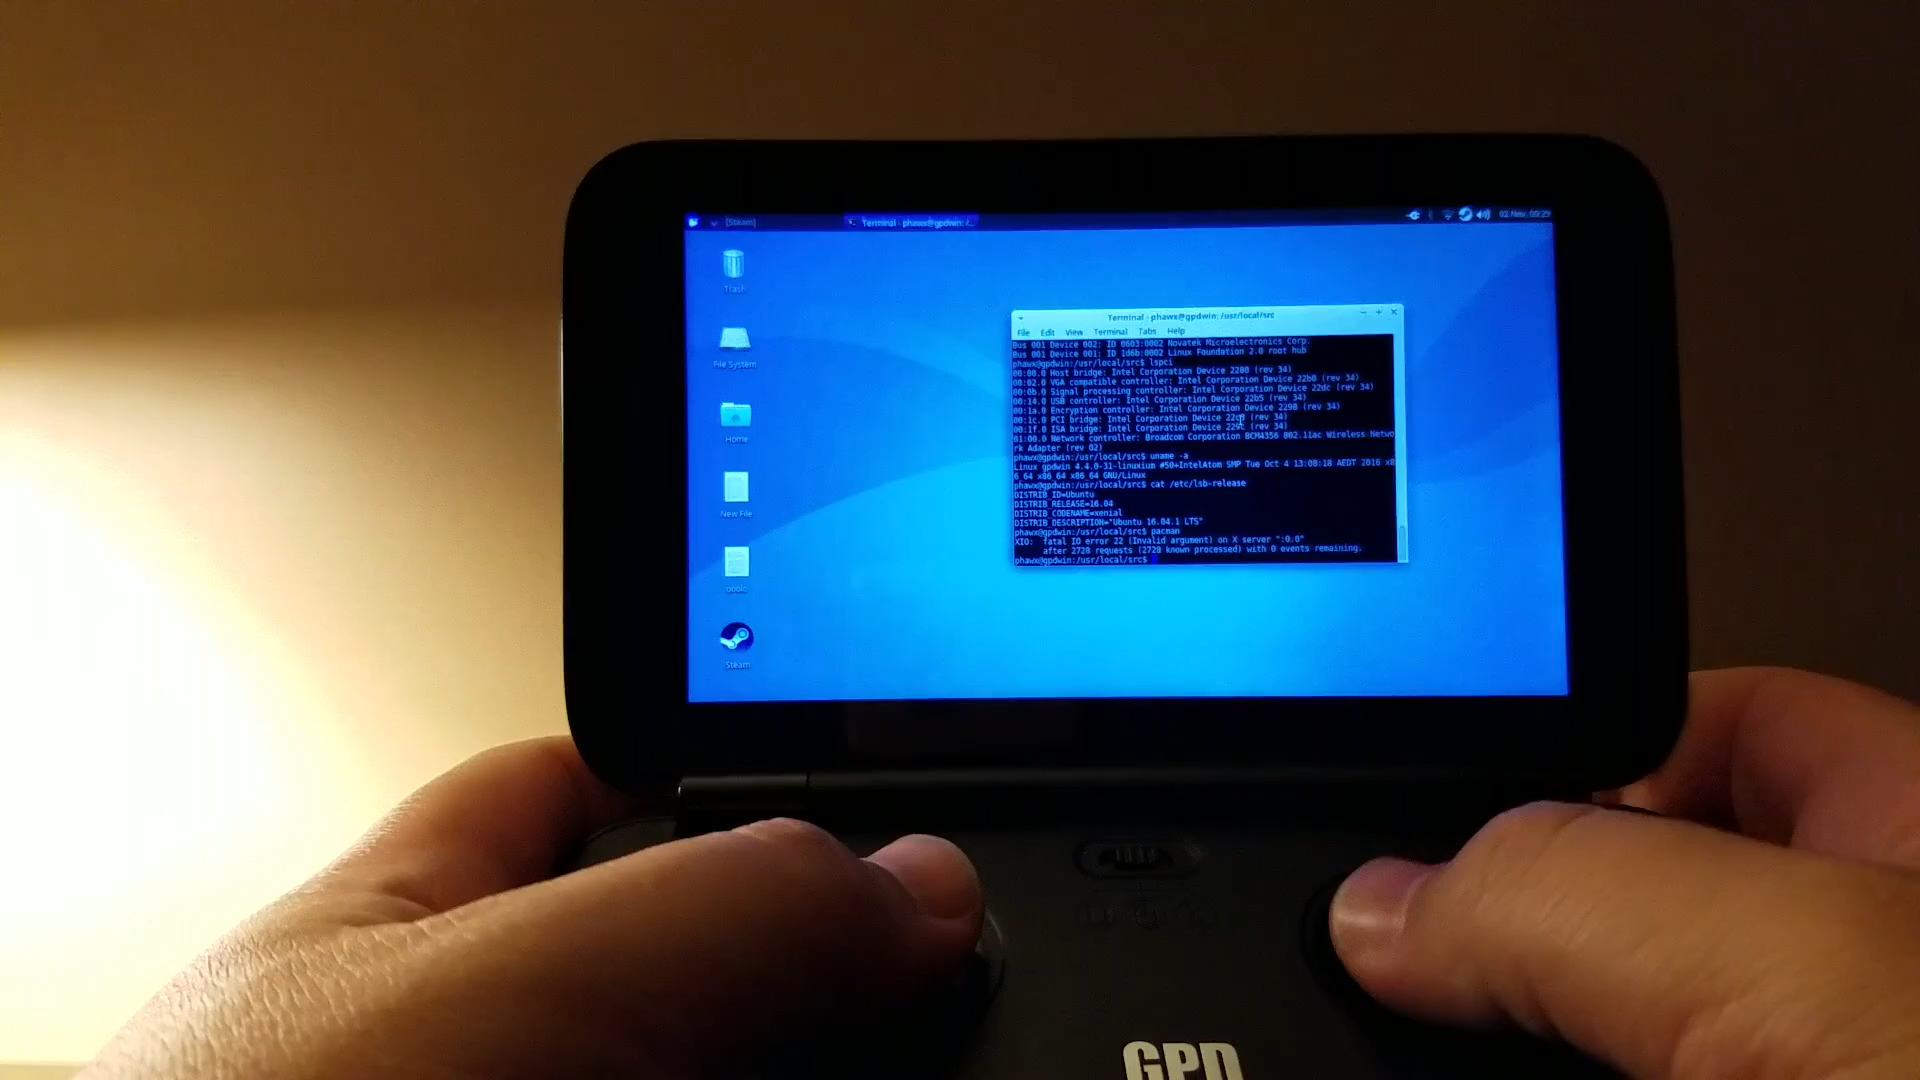 [Steam]
Terminal - phawx@gpdwin: /...
02 Nov, 00:29
Trash
File System
Home
New File
Steam
Terminal - phawx@gpdwin: /usr/local/src
File Edit View Terminal Tabs Help
Bus 001 Device 002: ID 0603:0002 Novatek Microelectronics Corp.
Bus 001 Device 001: ID 1d6b:0002 Linux Foundation 2.0 root hub
phawx@gpdwin:/usr/local/src$ lspci
00:00.0 Host bridge: Intel Corporation Device 2280 (rev 34)
00:02.0 VGA compatible controller: Intel Corporation Device 22b0 (rev 34)
00:0b.0 Signal processing controller: Intel Corporation Device 22dc (rev 34)
00:14.0 USB controller: Intel Corporation Device 22b5 (rev 34)
00:1a.0 Encryption controller: Intel Corporation Device 2298 (rev 34)
00:1c.0 PCI bridge: Intel Corporation Device 22c8 (rev 34)
00:1f.0 ISA bridge: Intel Corporation Device 229c (rev 34)
01:00.0 Network controller: Broadcom Corporation BCM4356 802.11ac Wireless Netwo
rk Adapter (rev 02)
phawx@gpdwin:/usr/local/src$ uname -a
Linux gpdwin 4.4.0-31-linuxium #50+IntelAtom SMP Tue Oct 4 13:08:18 AEDT 2016 x8
6_64 x86_64 x86_64 GNU/Linux
phawx@gpdwin:/usr/local/src$ cat /etc/lsb-release
DISTRIB_ID=Ubuntu
DISTRIB_RELEASE=16.04
DISTRIB_CODENAME=xenial
DISTRIB_DESCRIPTION="Ubuntu 16.04.1 LTS"
phawx@gpdwin:/usr/local/src$ pacman
XIO:  fatal IO error 22 (Invalid argument) on X server ":0.0"
      after 2728 requests (2728 known processed) with 0 events remaining.
phawx@gpdwin:/usr/local/src$
GPD